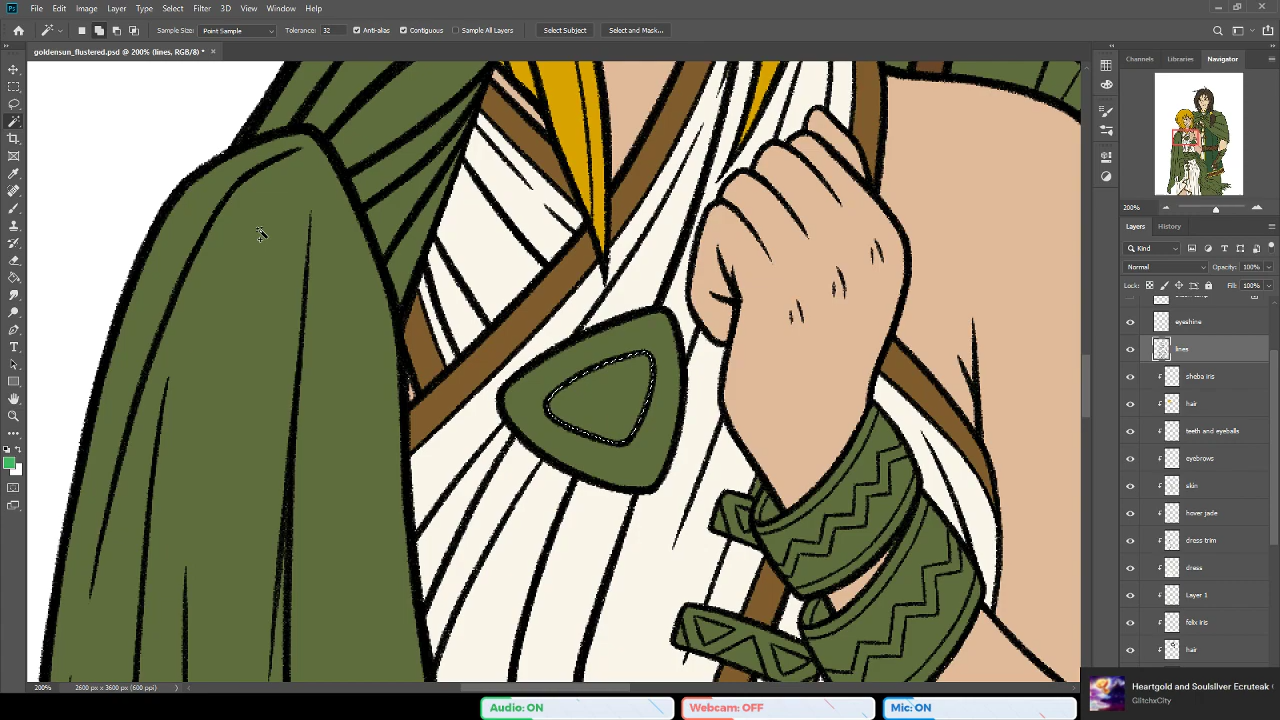 File Edit Image Layer Type Select Filter 3D View Window Help
Sample Size: Point Sample Tolerance: 32 Anti-alias Contiguous Sample All Layers Select Subject Select and Mask...
goldensun_flustered.psd @ 200% (lines, RGB/8) *
Channels Libraries Navigator
200%
Layers History
Kind
Normal Opacity: 100%
Lock: Fill: 100%
eyeshine
lines
sheba iris
hair
teeth and eyeballs
eyebrows
skin
hover jade
dress trim
dress
Layer 1
felix iris
hair
200% 2600 px x 3600 px (600 ppi)
Heartgold and SoulsIlver Ecruteak
GlitchxCity
Audio: ON Webcam: OFF Mic: ON